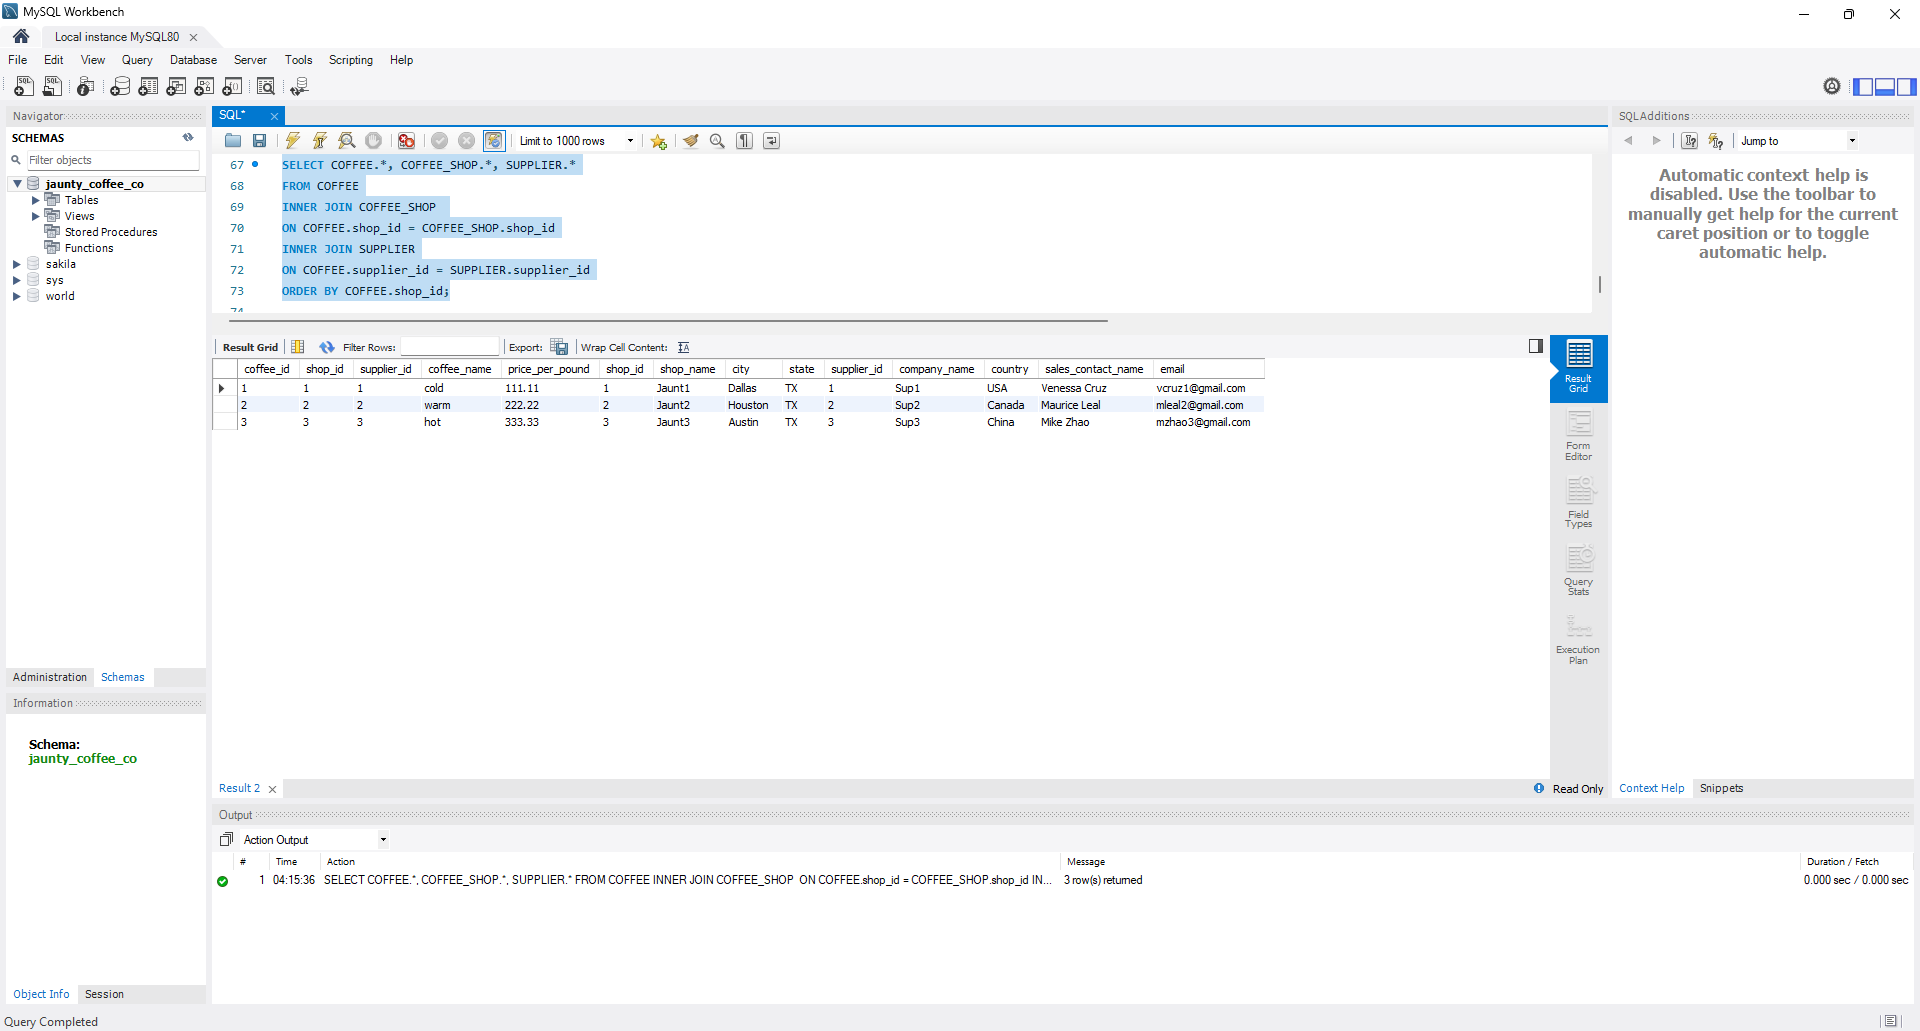 MySQL Workbench
Local instance MySQL80
File Edit View Query Database Server Tools Scripting Help
Navigator
SCHEMAS
Filter objects
jaunty_coffee_co
Tables
Views
Stored Procedures
Functions
sakila
sys
world
Administration Schemas
Information
Schema:
jaunty_coffee_co
Object Info Session
SQL*
Limit to 1000 rows
67 SELECT COFFEE.*, COFFEE_SHOP.*, SUPPLIER.*
68 FROM COFFEE
69 INNER JOIN COFFEE_SHOP
70 ON COFFEE.shop_id = COFFEE_SHOP.shop_id
71 INNER JOIN SUPPLIER
72 ON COFFEE.supplier_id = SUPPLIER.supplier_id
73 ORDER BY COFFEE.shop_id;
74
Result Grid Filter Rows: Export: Wrap Cell Content:
coffee_id shop_id supplier_id coffee_name price_per_pound shop_id shop_name city state supplier_id company_name country sales_contact_name email
1 1 1 cold 111.11 1 Jaunt1 Dallas TX 1 Sup1 USA Venessa Cruz vcruz1@gmail.com
2 2 2 warm 222.22 2 Jaunt2 Houston TX 2 Sup2 Canada Maurice Leal mleal2@gmail.com
3 3 3 hot 333.33 3 Jaunt3 Austin TX 3 Sup3 China Mike Zhao mzhao3@gmail.com
Result
Grid
Form
Editor
Field
Types
Query
Stats
Execution
Plan
Result 2
Read Only
SQLAdditions
Jump to
Automatic context help is
disabled. Use the toolbar to
manually get help for the current
caret position or to toggle
automatic help.
Context Help Snippets
Output
Action Output
# Time Action Message Duration / Fetch
1 04:15:36 SELECT COFFEE.*, COFFEE_SHOP.*, SUPPLIER.* FROM COFFEE INNER JOIN COFFEE_SHOP ON COFFEE.shop_id = COFFEE_SHOP.shop_id IN... 3 row(s) returned 0.000 sec / 0.000 sec
Query Completed